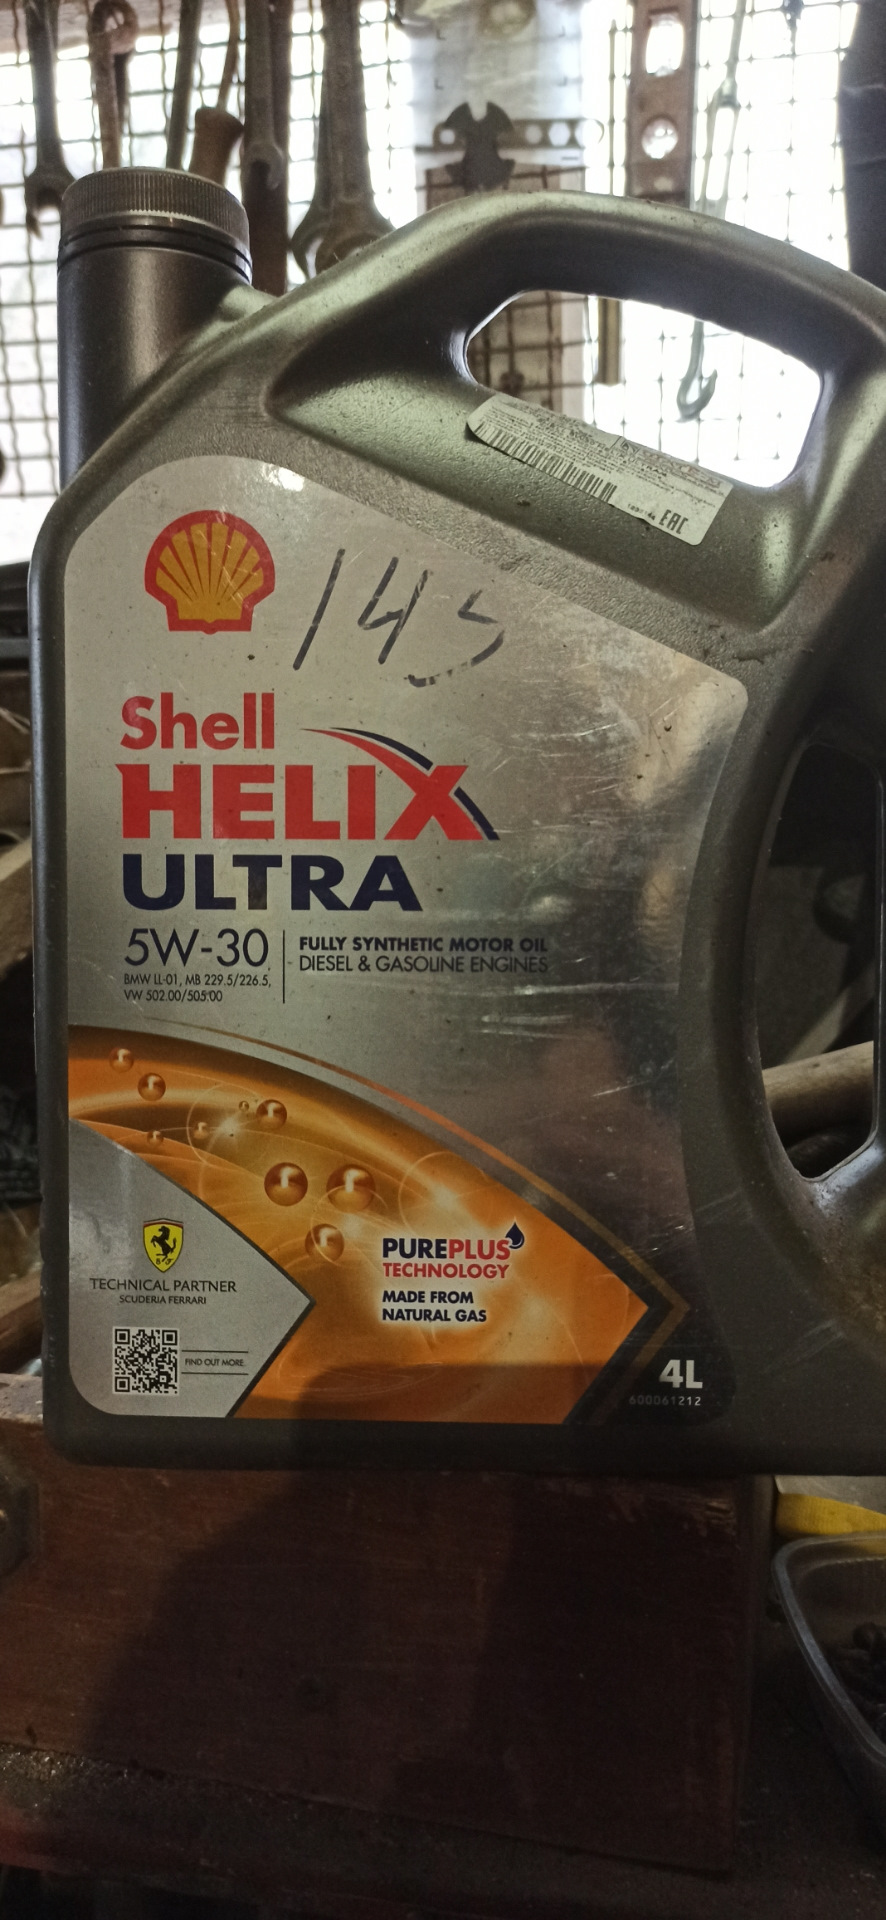 EAC
145
Shell
HELIX
ULTRA
5W-30
BMW LL-01, MB 229.5/226.5,
VW 502.00/505.00
FULLY SYNTHETIC MOTOR OIL
DIESEL & GASOLINE ENGINES
PUREPLUS
TECHNOLOGY
MADE FROM
NATURAL GAS
TECHNICAL PARTNER
SCUDERIA FERRARI
FIND OUT MORE.
4L
600061212